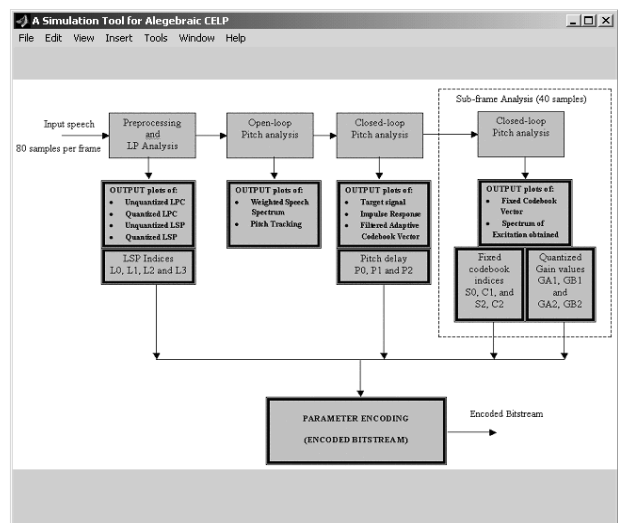 A Simulation Tool for Alegebraic CELP
File Edit View Insert Tools Window Help
Sub-frame Analysis (40 samples)
Input speech
80 samples per frame
Preprocessing
and
LP Analysis
Open-loop
Pitch analysis
Closed-loop
Pitch analysis
Closed-loop
Pitch analysis
OUTPUT plots of:
• Unquantized LPC
• Quantized LPC
• Unquantized LSP
• Quantized LSP
OUTPUT plots of:
• Weighted Speech
Spectrum
• Pitch Tracking
OUTPUT plots of:
• Target signal
• Impulse Response
• Filtered Adaptive
Codebook Vector
OUTPUT plots of:
• Fixed Codebook
Vector
• Spectrum of
Excitation obtained
LSP Indices
L0, L1, L2 and L3
Pitch delay
P0, P1 and P2
Fixed
codebook
indices
S0, C1, and
S2, C2
Quantized
Gain values
GA1, GB1
and
GA2, GB2
PARAMETER ENCODING
(ENCODED BITSTREAM)
Encoded Bitstream